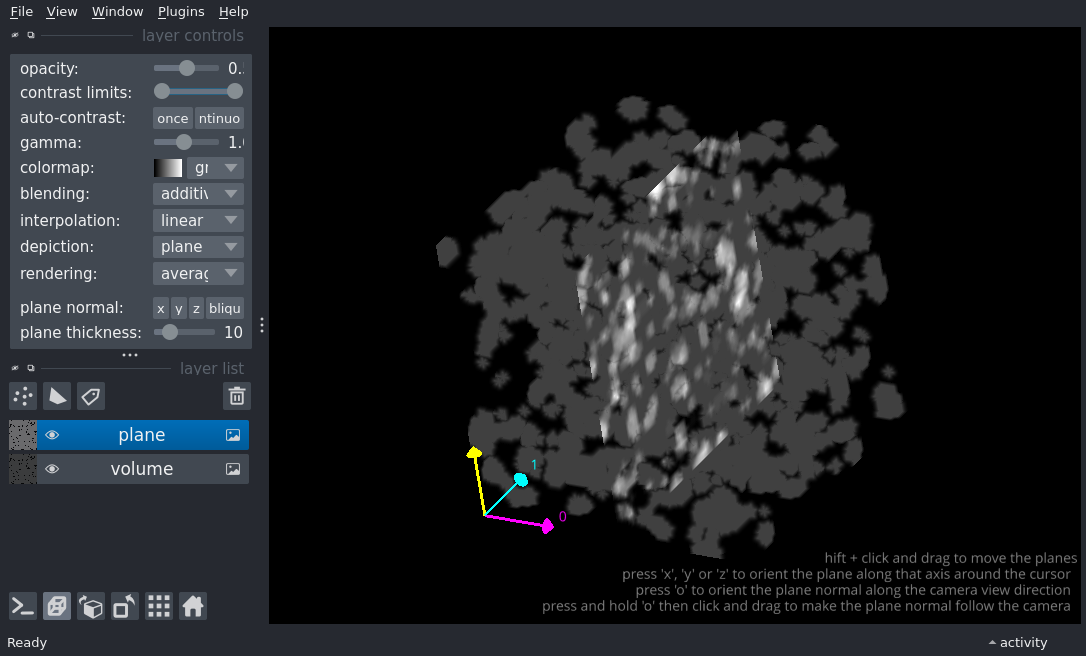 File View Window Plugins Help
layer controls
opacity: 0.
contrast limits:
auto-contrast: once ntinuo
gamma: 1.0
colormap: gr
blending: additiv
interpolation: linear
depiction: plane
rendering: averag
plane normal: x y z bliqu
plane thickness: 10
layer list
plane
volume
1
0
hift + click and drag to move the planes
press 'x', 'y' or 'z' to orient the plane along that axis around the cursor
press 'o' to orient the plane normal along the camera view direction
press and hold 'o' then click and drag to make the plane normal follow the camera
Ready activity